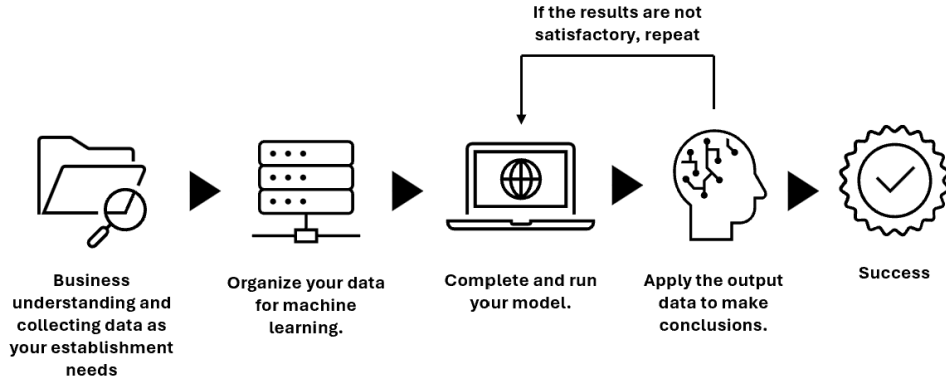 If the results are not
satisfactory, repeat
Business
understanding and
collecting data as
your establishment
needs
Organize your data
for machine
learning.
Complete and run
your model.
Apply the output
data to make
conclusions.
Success